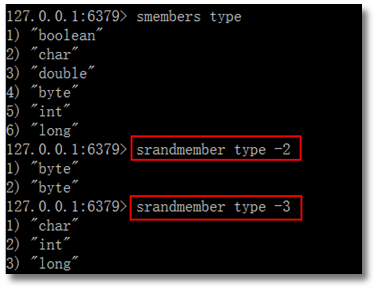 127.0.0.1:6379> smembers type
1) "boolean"
2) "char"
3) "double"
4) "byte"
5) "int"
6) "long"
127.0.0.1:6379> srandmember type -2
1) "byte"
2) "byte"
127.0.0.1:6379> srandmember type -3
1) "char"
2) "int"
3) "long"